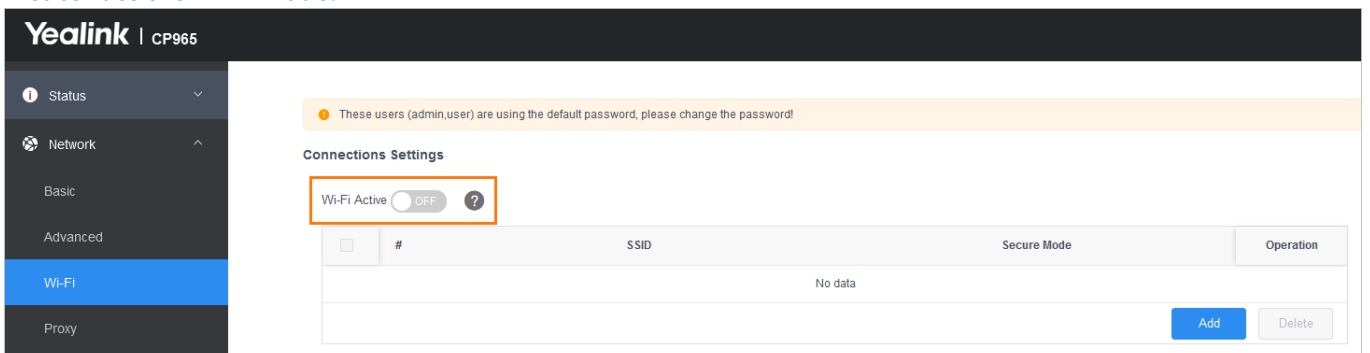 Yealink | CP965
Status
These users (admin,user) are using the default password, please change the password!
Network
Connections Settings
Basic
Wi-Fi Active OFF ?
Advanced
# SSID Secure Mode Operation
Wi-Fi
No data
Proxy
Add Delete